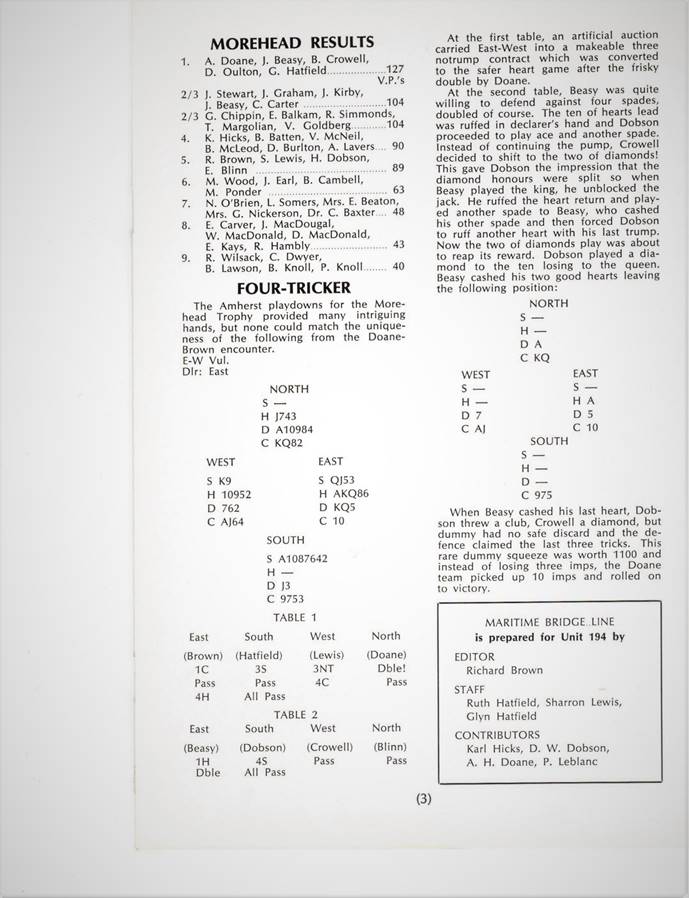 MOREHEAD RESULTS
1. A. Doane, J. Beasy, B. Crowell,
D. Oulton, G. Hatfield....................127
V.P.'s
2/3 J. Stewart, J. Graham, J. Kirby,
J. Beasy, C. Carter ............................104
2/3 G. Chippin, E. Balkam, R. Simmonds,
T. Margolian, V. Goldberg............104
4. K. Hicks, B. Batten, V. McNeil,
B. McLeod, D. Burlton, A. Lavers.... 90
5. R. Brown, S. Lewis, H. Dobson,
E. Blinn ............................................ 89
6. M. Wood, J. Earl, B. Cambell,
M. Ponder ........................................ 63
7. N. O'Brien, L. Somers, Mrs. E. Beaton,
Mrs. G. Nickerson, Dr. C. Baxter.... 48
8. E. Carver, J. MacDougal,
W. MacDonald, D. MacDonald,
E. Kays, R. Hambly.......................... 43
9. R. Wilsack, C. Dwyer,
B. Lawson, B. Knoll, P. Knoll........ 40
FOUR-TRICKER
The Amherst playdowns for the More-
head Trophy provided many intriguing
hands, but none could match the unique-
ness of the following from the Doane-
Brown encounter.
E-W Vul.
Dlr: East
NORTH
S —
H J743
D A10984
C KQ82
WEST EAST
S K9 S QJ53
H 10952 H AKQ86
D 762 D KQ5
C AJ64 C 10
SOUTH
S A1087642
H —
D J3
C 9753
TABLE 1
East South West North
(Brown) (Hatfield) (Lewis) (Doane)
1C 3S 3NT Dble!
Pass Pass 4C Pass
4H All Pass
TABLE 2
East South West North
(Beasy) (Dobson) (Crowell) (Blinn)
1H 4S Pass Pass
Dble All Pass
At the first table, an artificial auction
carried East-West into a makeable three
notrump contract which was converted
to the safer heart game after the frisky
double by Doane.
At the second table, Beasy was quite
willing to defend against four spades,
doubled of course. The ten of hearts lead
was ruffed in declarer's hand and Dobson
proceeded to play ace and another spade.
Instead of continuing the pump, Crowell
decided to shift to the two of diamonds!
This gave Dobson the impression that the
diamond honours were split so when
Beasy played the king, he unblocked the
jack. He ruffed the heart return and play-
ed another spade to Beasy, who cashed
his other spade and then forced Dobson
to ruff another heart with his last trump.
Now the two of diamonds play was about
to reap its reward. Dobson played a dia-
mond to the ten losing to the queen.
Beasy cashed his two good hearts leaving
the following position:
NORTH
S —
H —
D A
C KQ
WEST EAST
S — S —
H — H A
D 7 D 5
C AJ C 10
SOUTH
S —
H —
D —
C 975
When Beasy cashed his last heart, Dob-
son threw a club, Crowell a diamond, but
dummy had no safe discard and the de-
fence claimed the last three tricks. This
rare dummy squeeze was worth 1100 and
instead of losing three imps, the Doane
team picked up 10 imps and rolled on
to victory.
MARITIME BRIDGE LINE
is prepared for Unit 194 by
EDITOR
Richard Brown
STAFF
Ruth Hatfield, Sharron Lewis,
Glyn Hatfield
CONTRIBUTORS
Karl Hicks, D. W. Dobson,
A. H. Doane, P. Leblanc
(3)